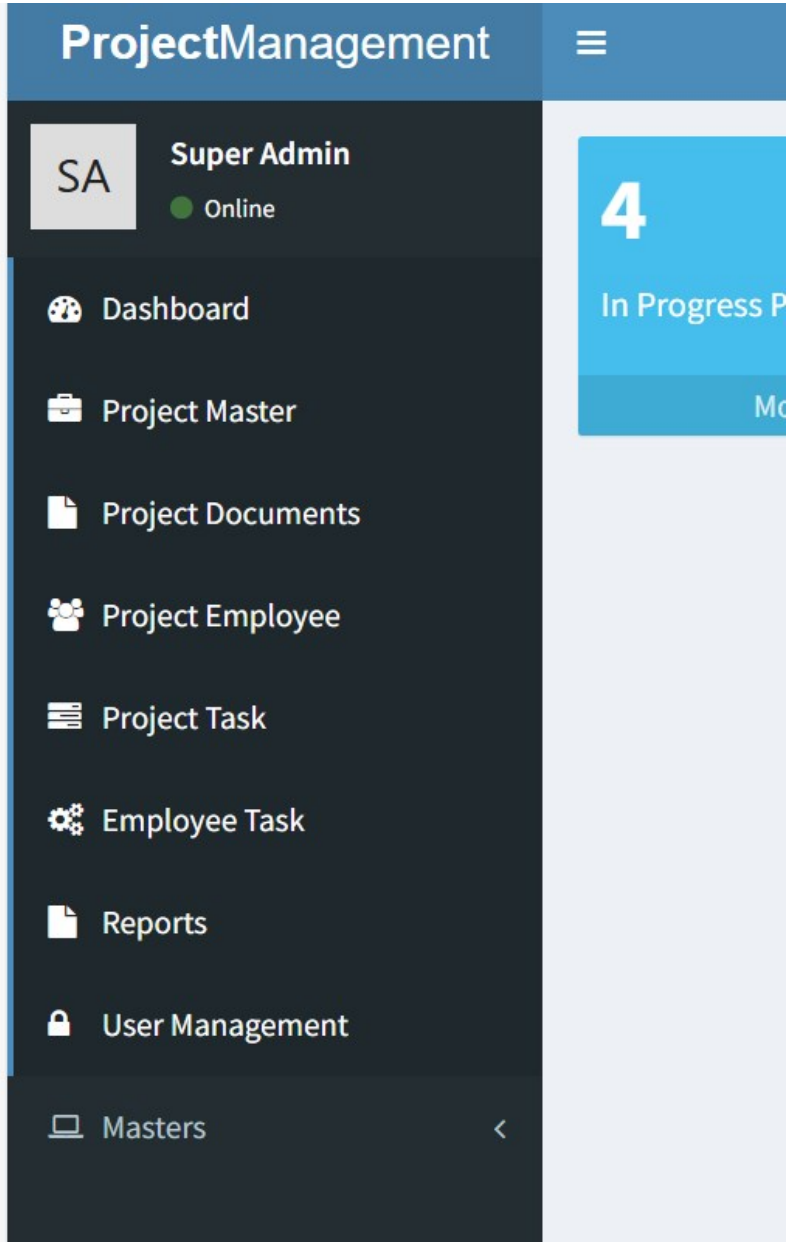 ProjectManagement
SA
Super Admin
Online
Dashboard
Project Master
Project Documents
Project Employee
Project Task
Employee Task
Reports
User Management
Masters
4
In Progress